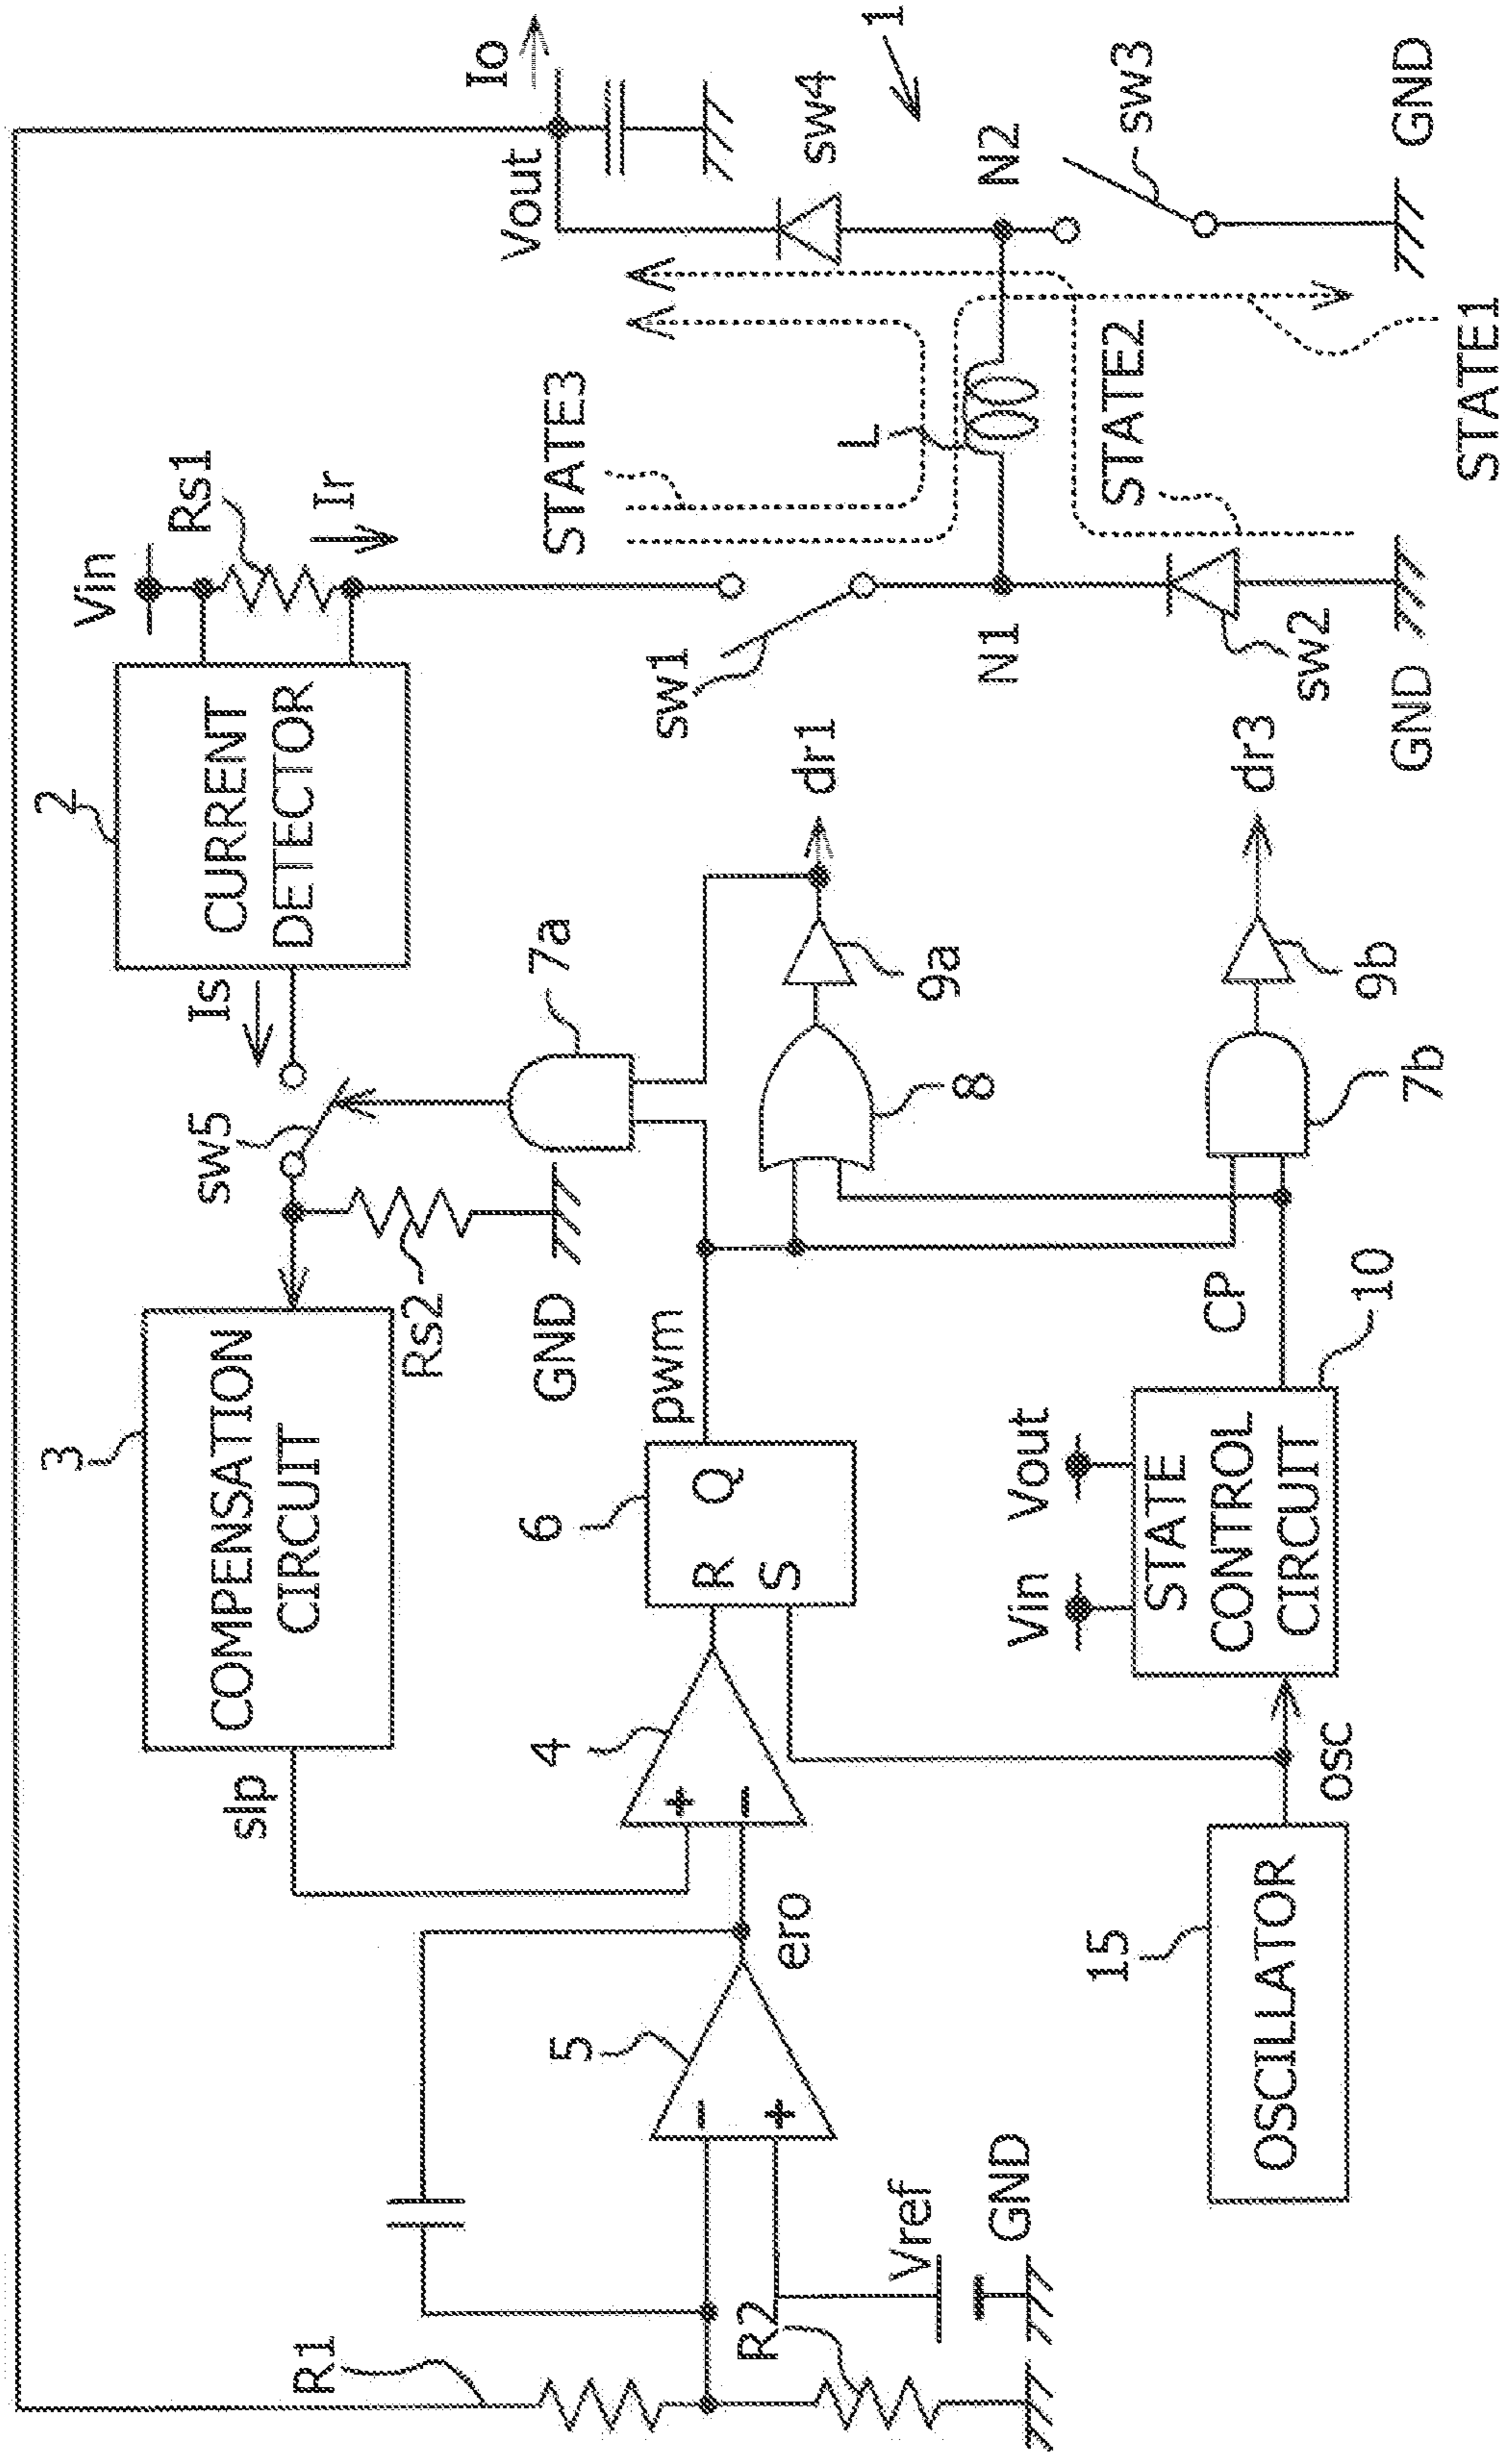 Vin
Rs1
Ir
2
CURRENT
DETECTOR
Is
sw5
3
COMPENSATION
CIRCUIT
slp
Rs2
GND
7a
R1
5
ero
4
6
R
S
Q
pwm
8
9a
dr1
sw1
STATE3
Vout
Io
sw4
1
N2
sw3
GND
L
N1
STATE2
STATE1
sw2
GND
R2
Vref
GND
15
OSCILLATOR
osc
Vin
Vout
STATE
CONTROL
CIRCUIT
10
CP
7b
9b
dr3